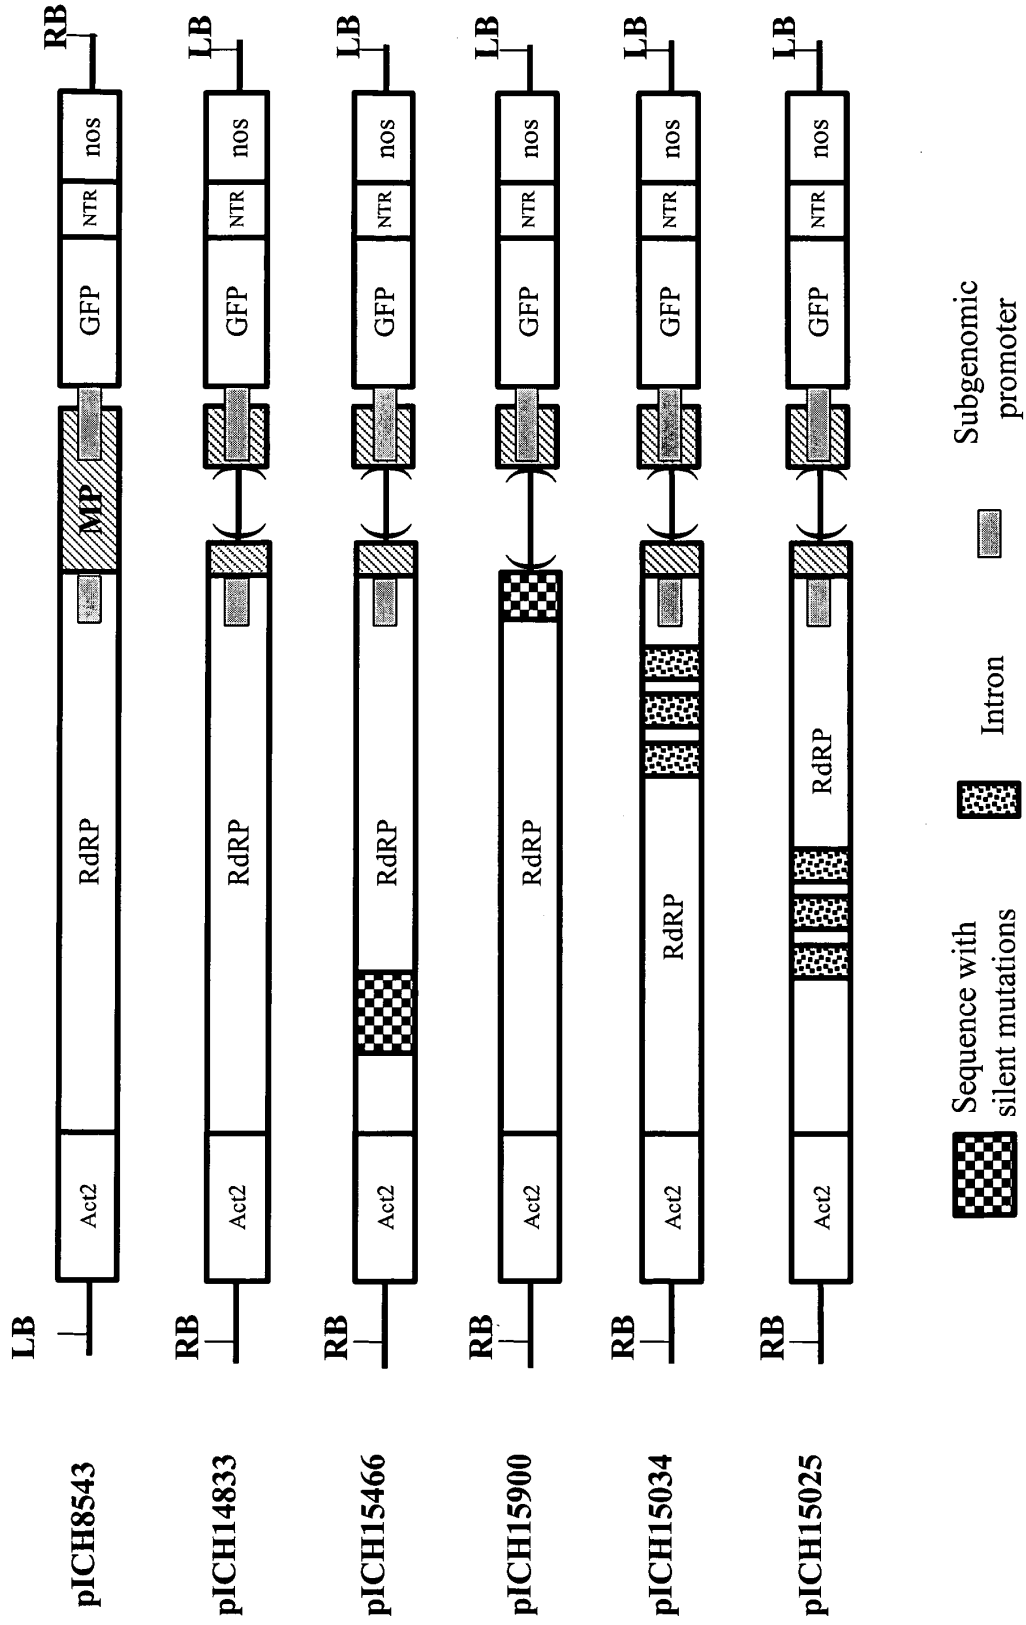 pICH8543
LB
Act2
RdRP
MP
GFP
NTR
nos
RB
pICH14833
RB
Act2
RdRP
GFP
NTR
nos
LB
pICH15466
RB
Act2
RdRP
GFP
NTR
nos
LB
pICH15900
RB
Act2
RdRP
GFP
NTR
nos
LB
pICH15034
RB
Act2
RdRP
GFP
NTR
nos
LB
pICH15025
RB
Act2
RdRP
GFP
NTR
nos
LB
Sequence with
silent mutations
Intron
Subgenomic
promoter